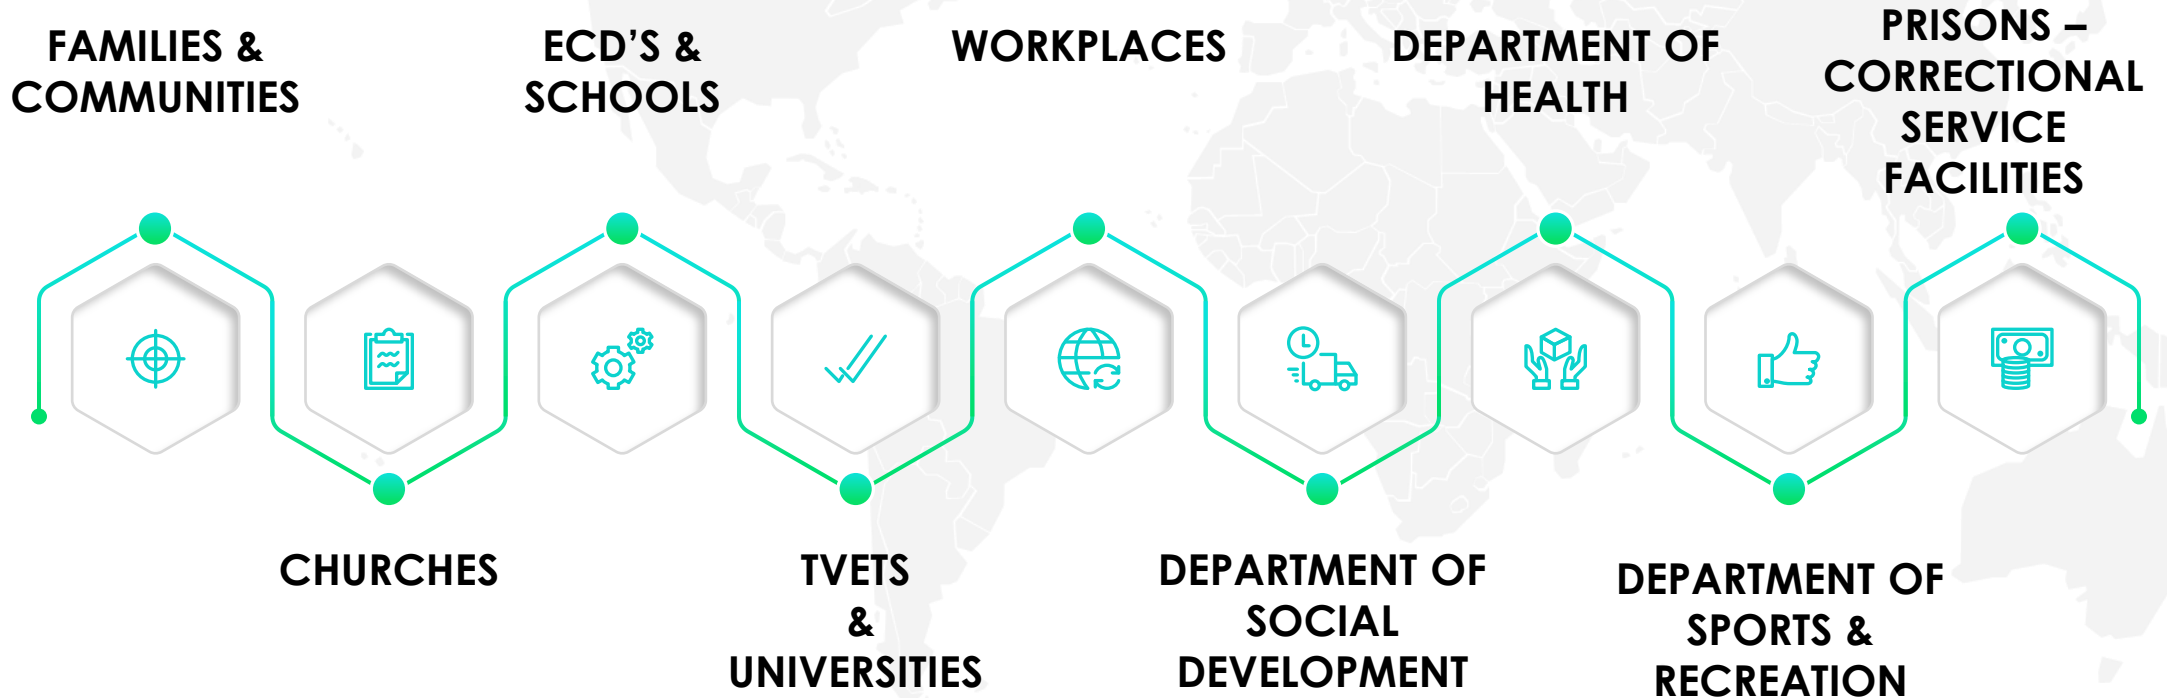 FAMILIES &
COMMUNITIES
CHURCHES
ECD’S &
SCHOOLS
TVETS
&
UNIVERSITIES
WORKPLACES
DEPARTMENT OF
SOCIAL
DEVELOPMENT
DEPARTMENT OF
HEALTH
DEPARTMENT OF
SPORTS &
RECREATION
PRISONS –
CORRECTIONAL
SERVICE
FACILITIES